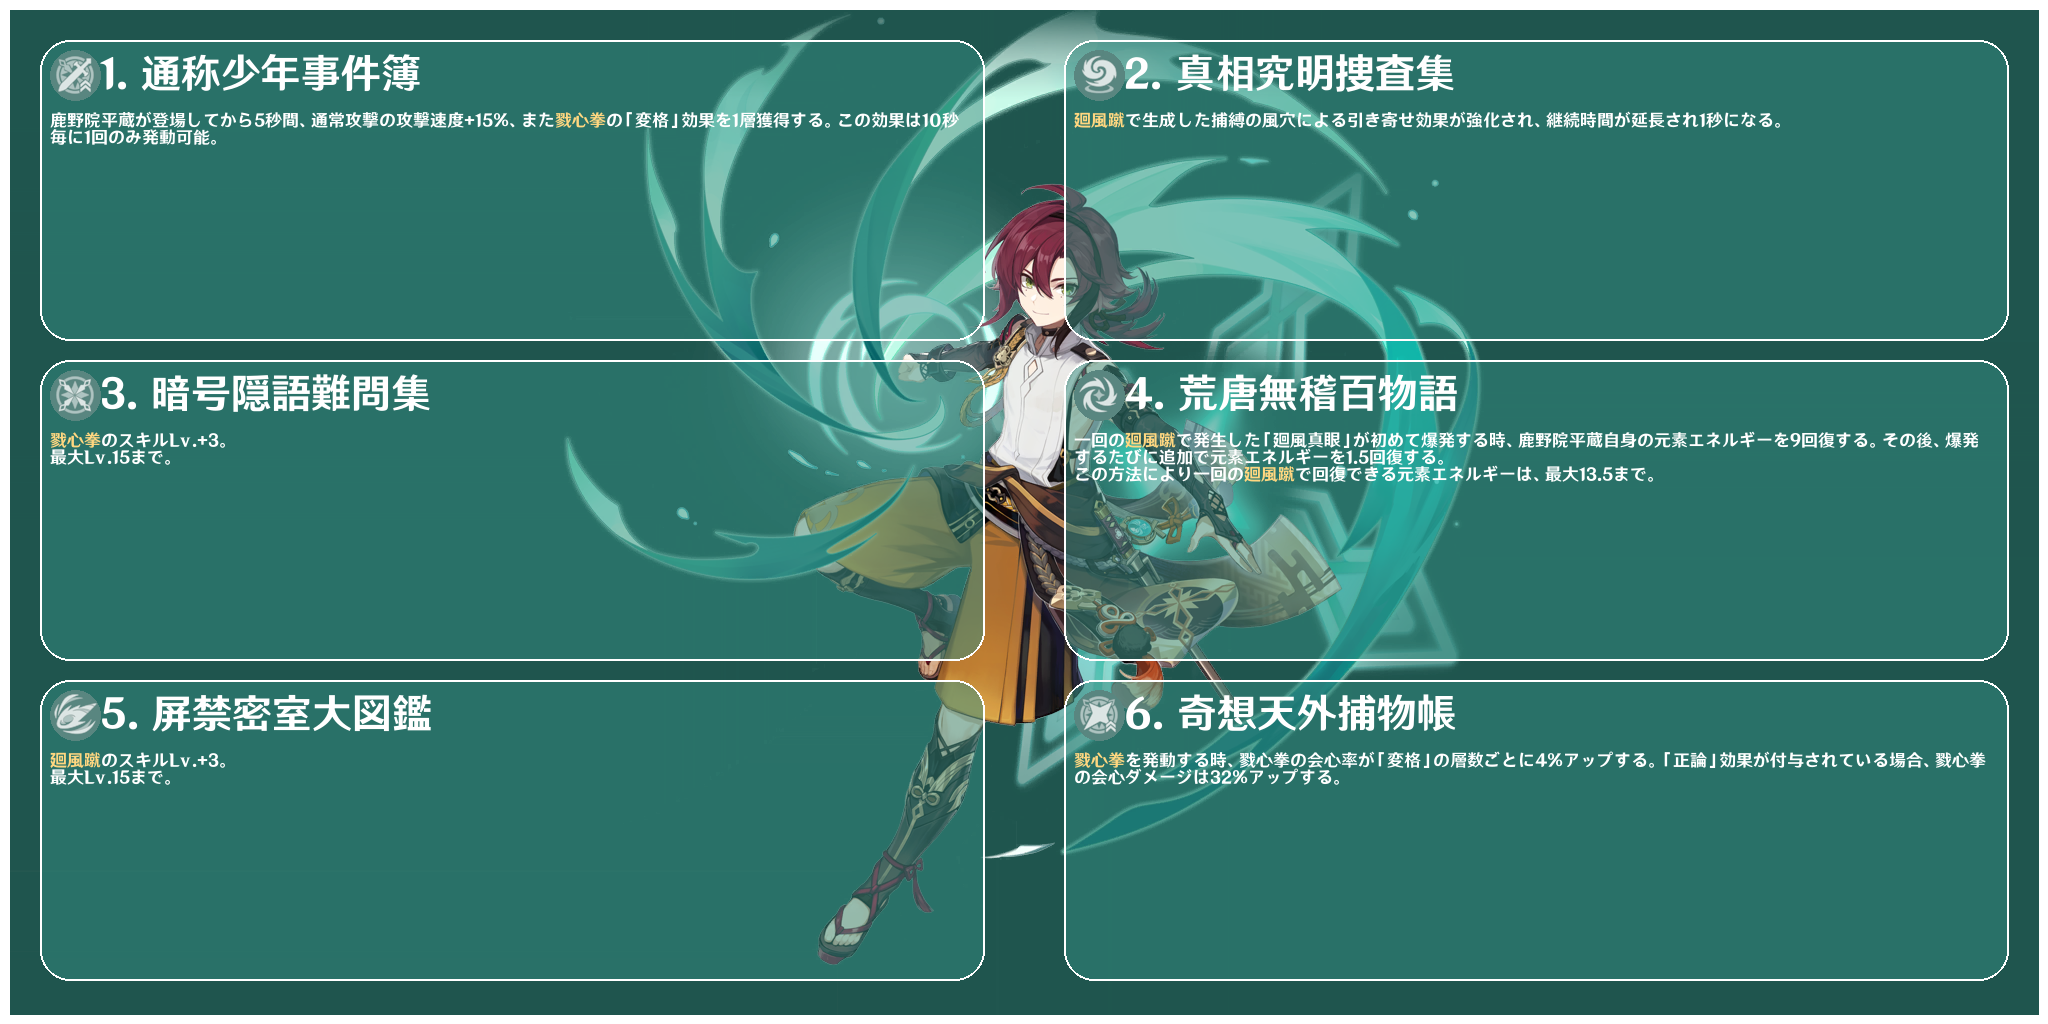 1. 通称少年事件簿
鹿野院平蔵が登場してから5秒間、通常攻撃の攻撃速度+15%、また戮心拳の「変格」効果を1層獲得する。この効果は10秒
毎に1回のみ発動可能。
2. 真相究明捜査集
廻風蹴で生成した捕縛の風穴による引き寄せ効果が強化され、継続時間が延長され1秒になる。
3. 暗号隠語難問集
戮心拳のスキルLv.+3。
最大Lv.15まで。
4. 荒唐無稽百物語
一回の廻風蹴で発生した「廻風真眼」が初めて爆発する時、鹿野院平蔵自身の元素エネルギーを9回復する。その後、爆発
するたびに追加で元素エネルギーを1.5回復する。
この方法により一回の廻風蹴で回復できる元素エネルギーは、最大13.5まで。
5. 屏禁密室大図鑑
廻風蹴のスキルLv.+3。
最大Lv.15まで。
6. 奇想天外捕物帳
戮心拳を発動する時、戮心拳の会心率が「変格」の層数ごとに4%アップする。「正論」効果が付与されている場合、戮心拳
の会心ダメージは32%アップする。